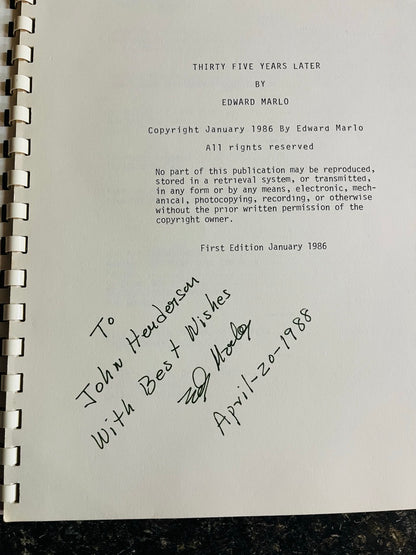 THIRTY FIVE YEARS LATER
BY
EDWARD MARLO
Copyright January 1986 By Edward Marlo
All rights reserved
No part of this publication may be reproduced,
stored in a retrieval system, or transmitted,
in any form or by any means, electronic, mech-
anical, photocopying, recording, or otherwise
without the prior written permission of the
copyright owner.
First Edition January 1986
To
John Henderson
With Best Wishes
Ed Marlo
April-20-1988